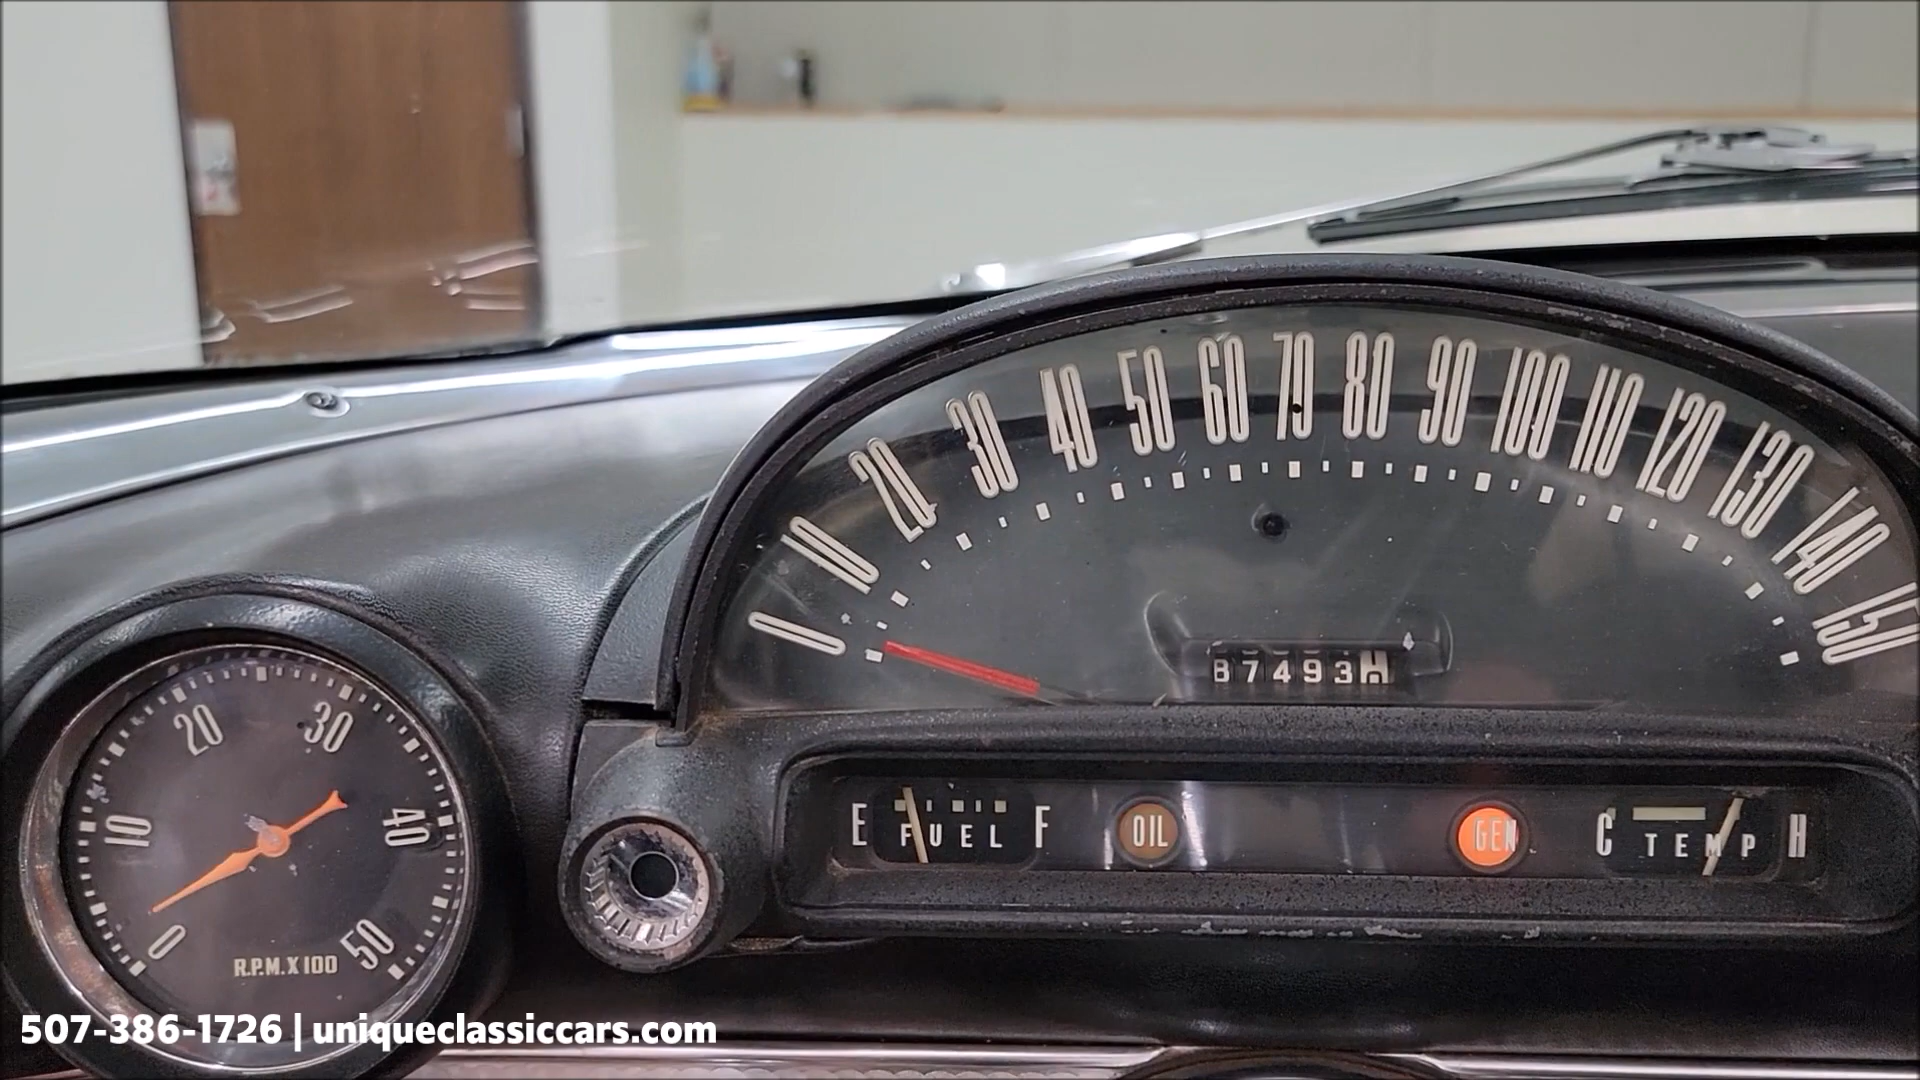 0 10 20 30 40 50 60 70 80 90 100 110 120 130 140 150
87493
0 10 20 30 40 50
R.P.M. X 100
E FUEL F
OIL
GEN
C TEMP H
507-386-1726 | uniqueclassiccars.com